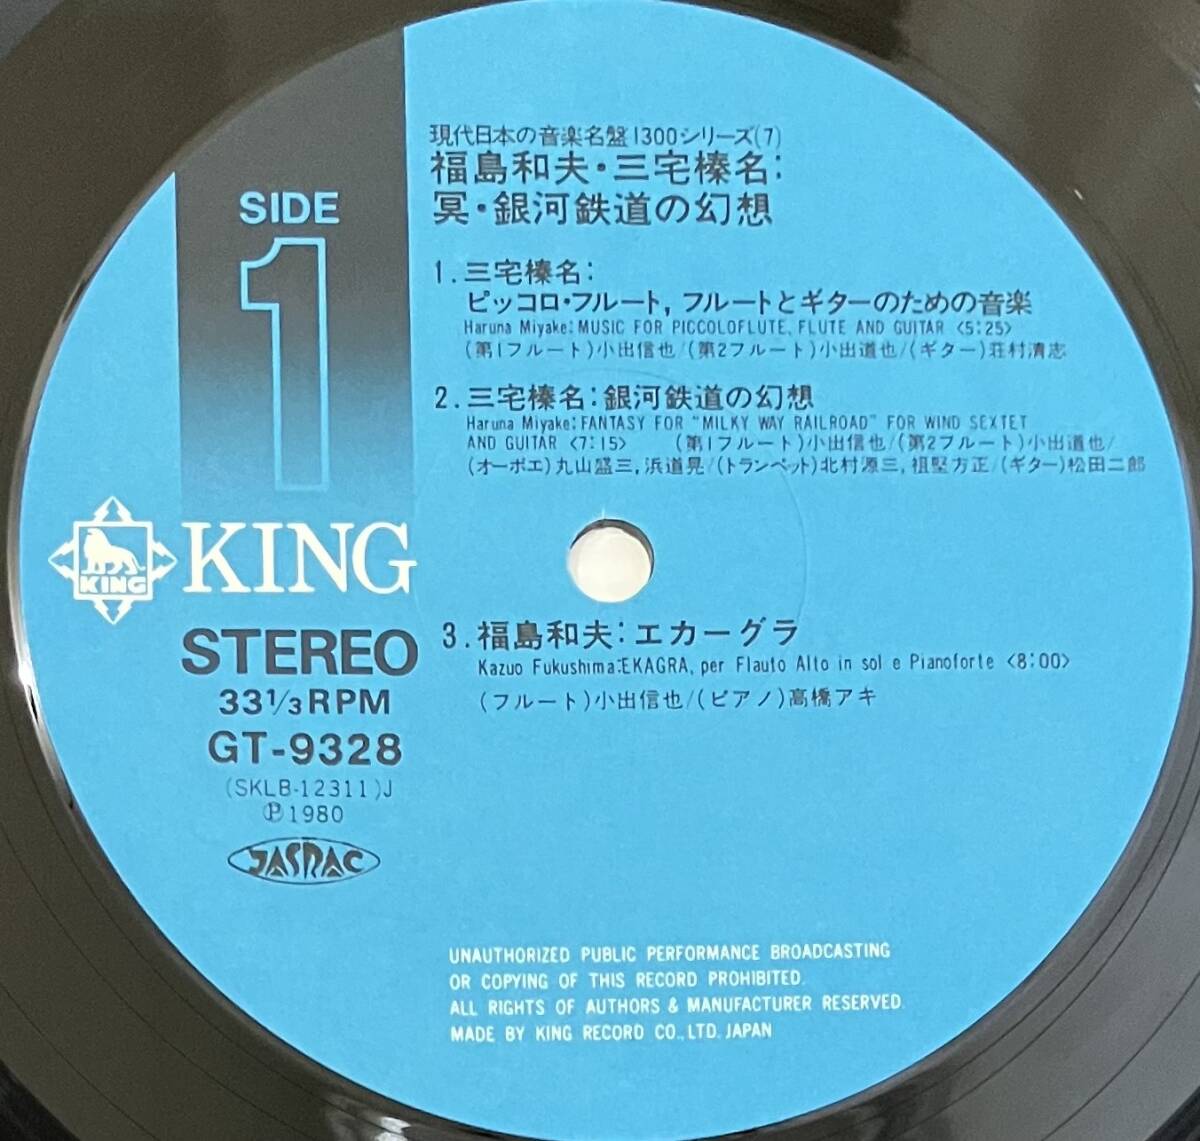 SIDE
1
KING
KING
STEREO
33 1/3 RPM
GT-9328
(SKLB-12311)J
Ⓟ1980
JASRAC
現代日本の音楽名盤1300シリーズ(7)
福島和夫・三宅榛名:
冥・銀河鉄道の幻想
1. 三宅榛名:
ピッコロ・フルート, フルートとギターのための音楽
Haruna Miyake: MUSIC FOR PICCOLOFLUTE, FLUTE AND GUITAR <5:25>
(第1フルート)小出信也/(第2フルート)小出道也/(ギター)荘村清志
2. 三宅榛名: 銀河鉄道の幻想
Haruna Miyake: FANTASY FOR "MILKY WAY RAILROAD" FOR WIND SEXTET
AND GUITAR <7:15> (第1フルート)小出信也/(第2フルート)小出道也/
(オーボエ)丸山盛三, 浜道晃/(トランペット)北村源三, 祖堅方正/(ギター)松田二郎
3. 福島和夫: エカーグラ
Kazuo Fukushima: EKAGRA, per Flauto Alto in sol e Pianoforte <8:00>
(フルート)小出信也/(ピアノ)高橋アキ
UNAUTHORIZED PUBLIC PERFORMANCE BROADCASTING
OR COPYING OF THIS RECORD PROHIBITED.
ALL RIGHTS OF AUTHORS & MANUFACTURER RESERVED.
MADE BY KING RECORD CO., LTD. JAPAN